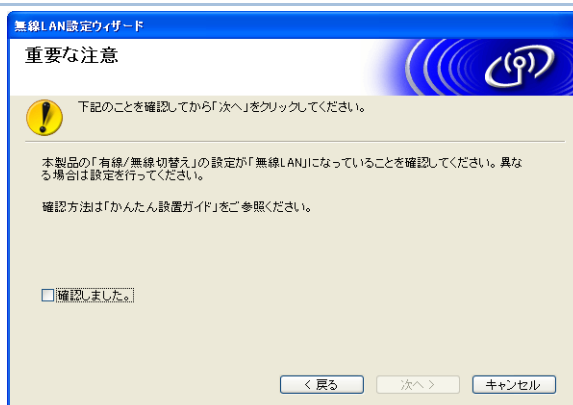 無線LAN設定ウィザード
重要な注意
下記のことを確認してから「次へ」をクリックしてください。
本製品の「有線/無線切替え」の設定が「無線LAN」になっていることを確認してください。異な
る場合は設定を行ってください。
確認方法は「かんたん設置ガイド」をご参照ください。
確認しました。
< 戻る 次へ > キャンセル